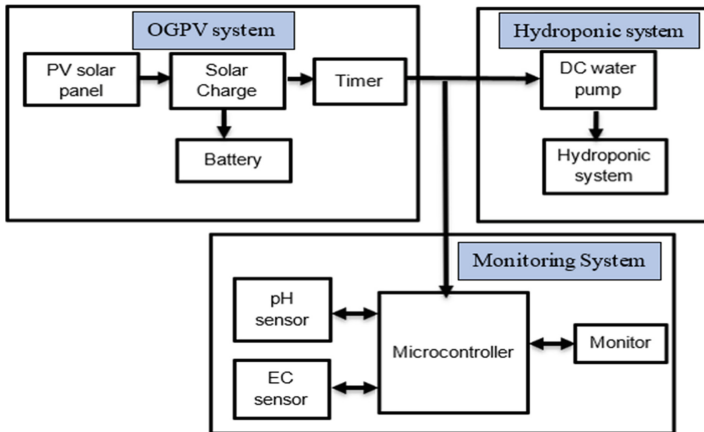 OGPV system
PV solar
panel
Solar
Charge
Timer
Battery
Hydroponic system
DC water
pump
Hydroponic
system
Monitoring System
pH
sensor
EC
sensor
Microcontroller
Monitor